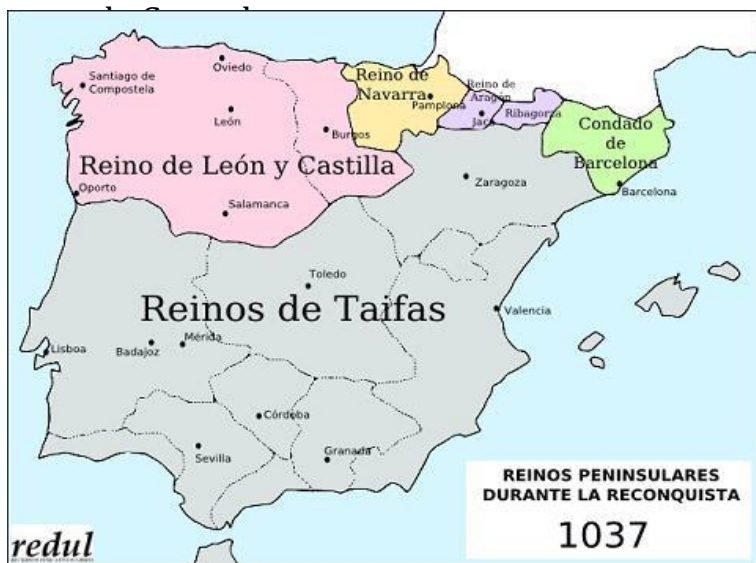 Oviedo
Santiago de
Compostela
León
Burgos
Reino de León y Castilla
Oporto
Salamanca
Reino de
Navarra
Pamplona
Reino de
Aragón
Jaca
Ribagorza
Condado
de
Barcelona
Barcelona
Zaragoza
Toledo
Reinos de Taifas
Valencia
Lisboa
Badajoz
Mérida
Córdoba
Sevilla
Granada
REINOS PENINSULARES
DURANTE LA RECONQUISTA
1037
redul